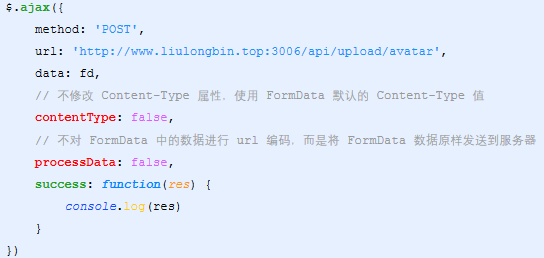 $.ajax({
    method: 'POST',
    url: 'http://www.liulongbin.top:3006/api/upload/avatar',
    data: fd,
    // 不修改 Content-Type 属性，使用 FormData 默认的 Content-Type 值
    contentType: false,
    // 不对 FormData 中的数据进行 url 编码，而是将 FormData 数据原样发送到服务器
    processData: false,
    success: function(res) {
        console.log(res)
    }
})